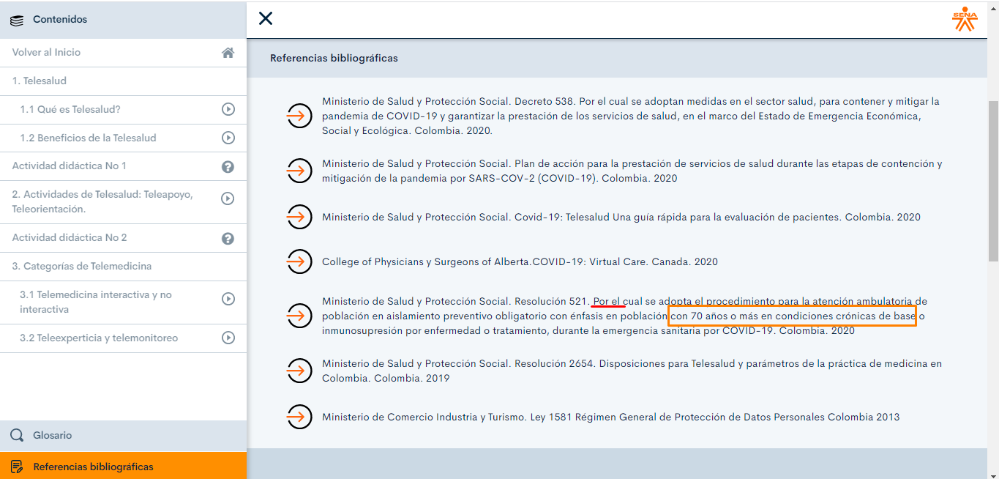 Contenidos
Volver al Inicio
1. Telesalud
1.1 Qué es Telesalud?
1.2 Beneficios de la Telesalud
Actividad didáctica No 1
2. Actividades de Telesalud: Teleapoyo,
Teleorientación.
Actividad didáctica No 2
3. Categorías de Telemedicina
3.1 Telemedicina interactiva y no
interactiva
3.2 Teleexperticia y telemonitoreo
Glosario
Referencias bibliográficas
SENA
Referencias bibliográficas
Ministerio de Salud y Protección Social. Decreto 538. Por el cual se adoptan medidas en el sector salud, para contener y mitigar la
pandemia de COVID-19 y garantizar la prestación de los servicios de salud, en el marco del Estado de Emergencia Económica,
Social y Ecológica. Colombia. 2020.
Ministerio de Salud y Protección Social. Plan de acción para la prestación de servicios de salud durante las etapas de contención y
mitigación de la pandemia por SARS-COV-2 (COVID-19). Colombia. 2020
Ministerio de Salud y Protección Social. Covid-19: Telesalud Una guía rápida para la evaluación de pacientes. Colombia. 2020
College of Physicians y Surgeons of Alberta.COVID-19: Virtual Care. Canada. 2020
Ministerio de Salud y Protección Social. Resolución 521. Por el cual se adopta el procedimiento para la atención ambulatoria de
población en aislamiento preventivo obligatorio con énfasis en población con 70 años o más en condiciones crónicas de base o
inmunosupresión por enfermedad o tratamiento, durante la emergencia sanitaria por COVID-19. Colombia. 2020
Ministerio de Salud y Protección Social. Resolución 2654. Disposiciones para Telesalud y parámetros de la práctica de medicina en
Colombia. Colombia. 2019
Ministerio de Comercio Industria y Turismo. Ley 1581 Régimen General de Protección de Datos Personales Colombia 2013